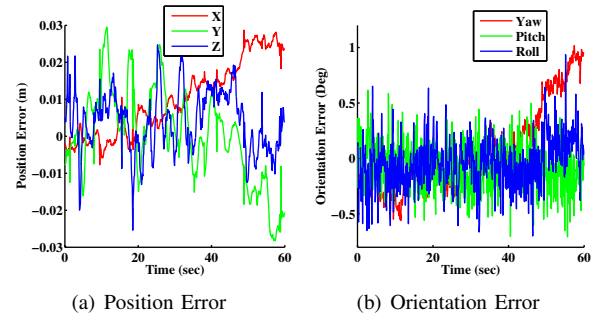 X
Y
Z
Position Error (m)
0.03
0.02
0.01
0
−0.01
−0.02
−0.03
0
20
40
60
Time (sec)
(a) Position Error
Yaw
Pitch
Roll
Orientation Error (Deg)
1
0.5
0
−0.5
0
20
40
60
Time (sec)
(b) Orientation Error